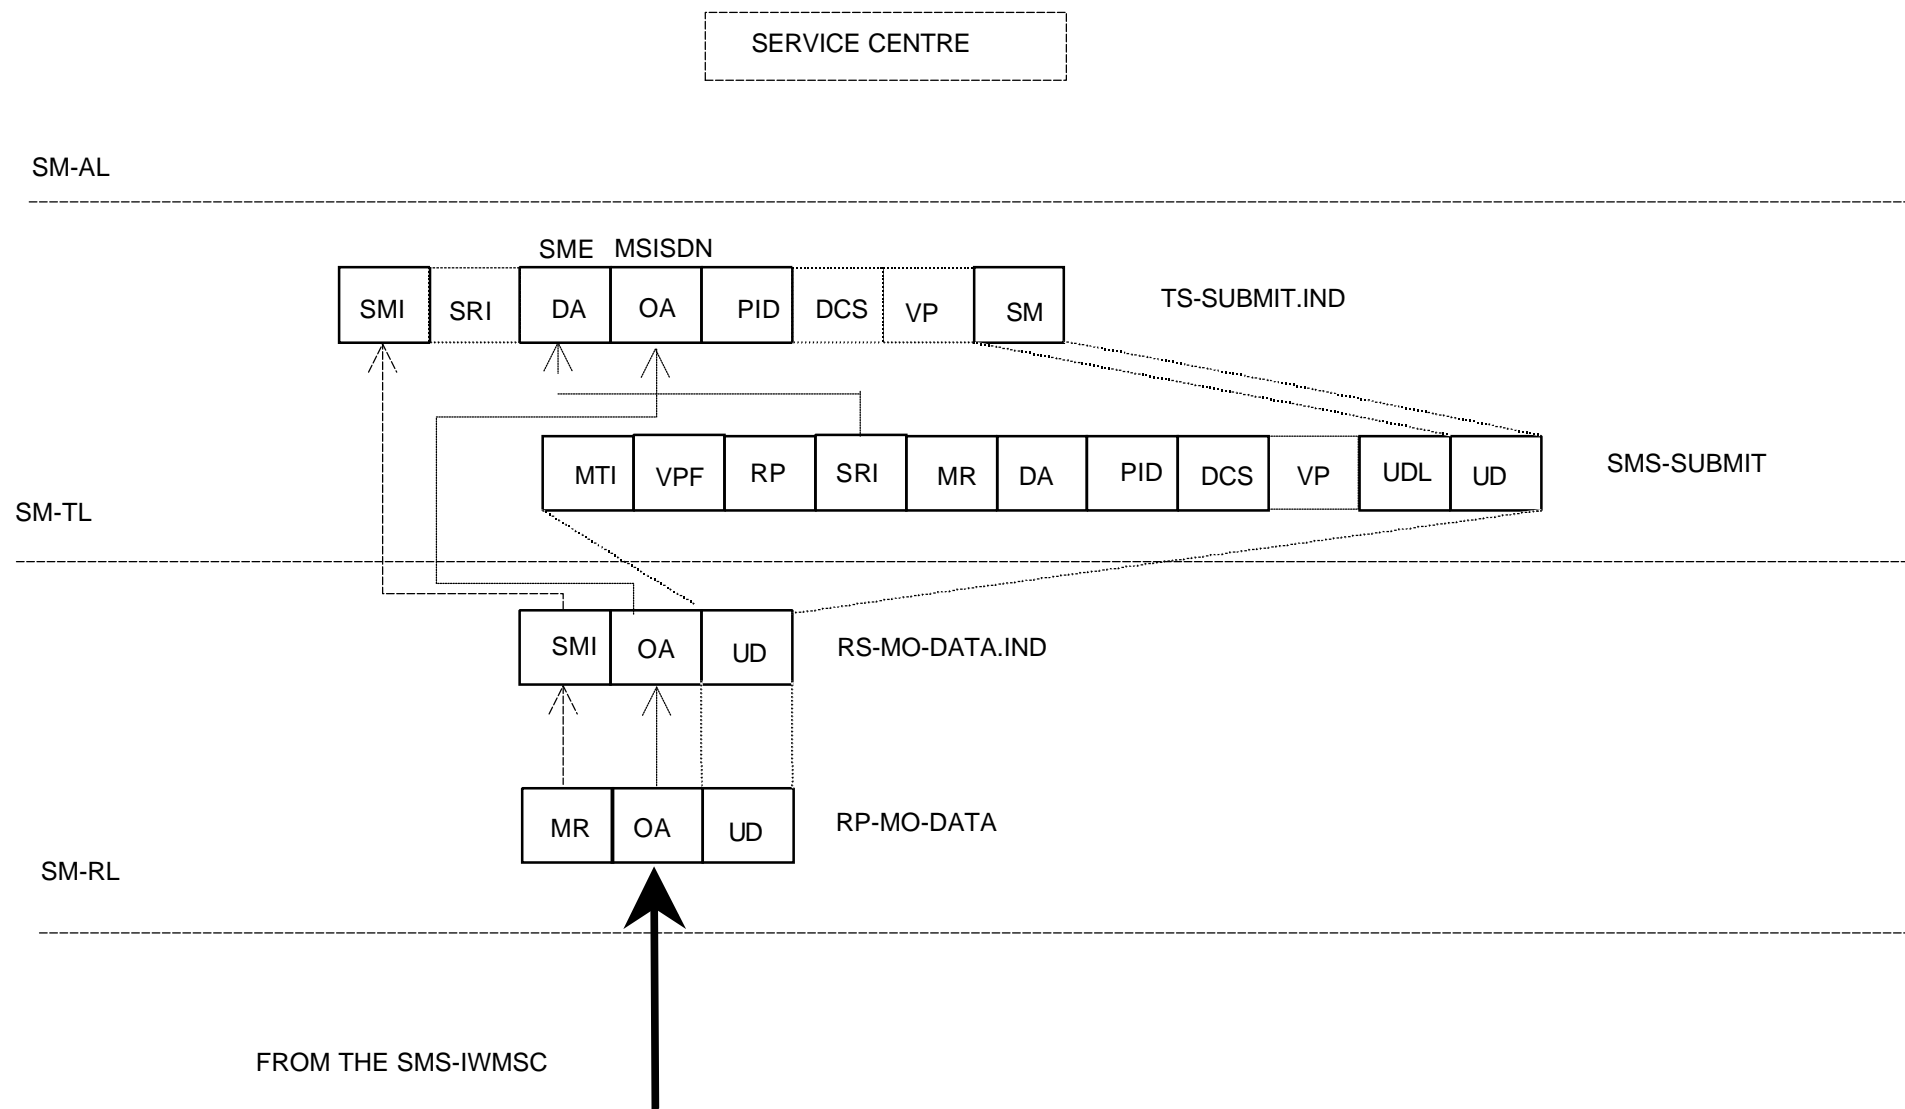 SERVICE CENTRE
SM-AL
SME MSISDN
SMI SRI DA OA PID DCS VP SM TS-SUBMIT.IND
MTI VPF RP SRI MR DA PID DCS VP UDL UD SMS-SUBMIT
SM-TL
SMI OA UD RS-MO-DATA.IND
MR OA UD RP-MO-DATA
SM-RL
FROM THE SMS-IWMSC